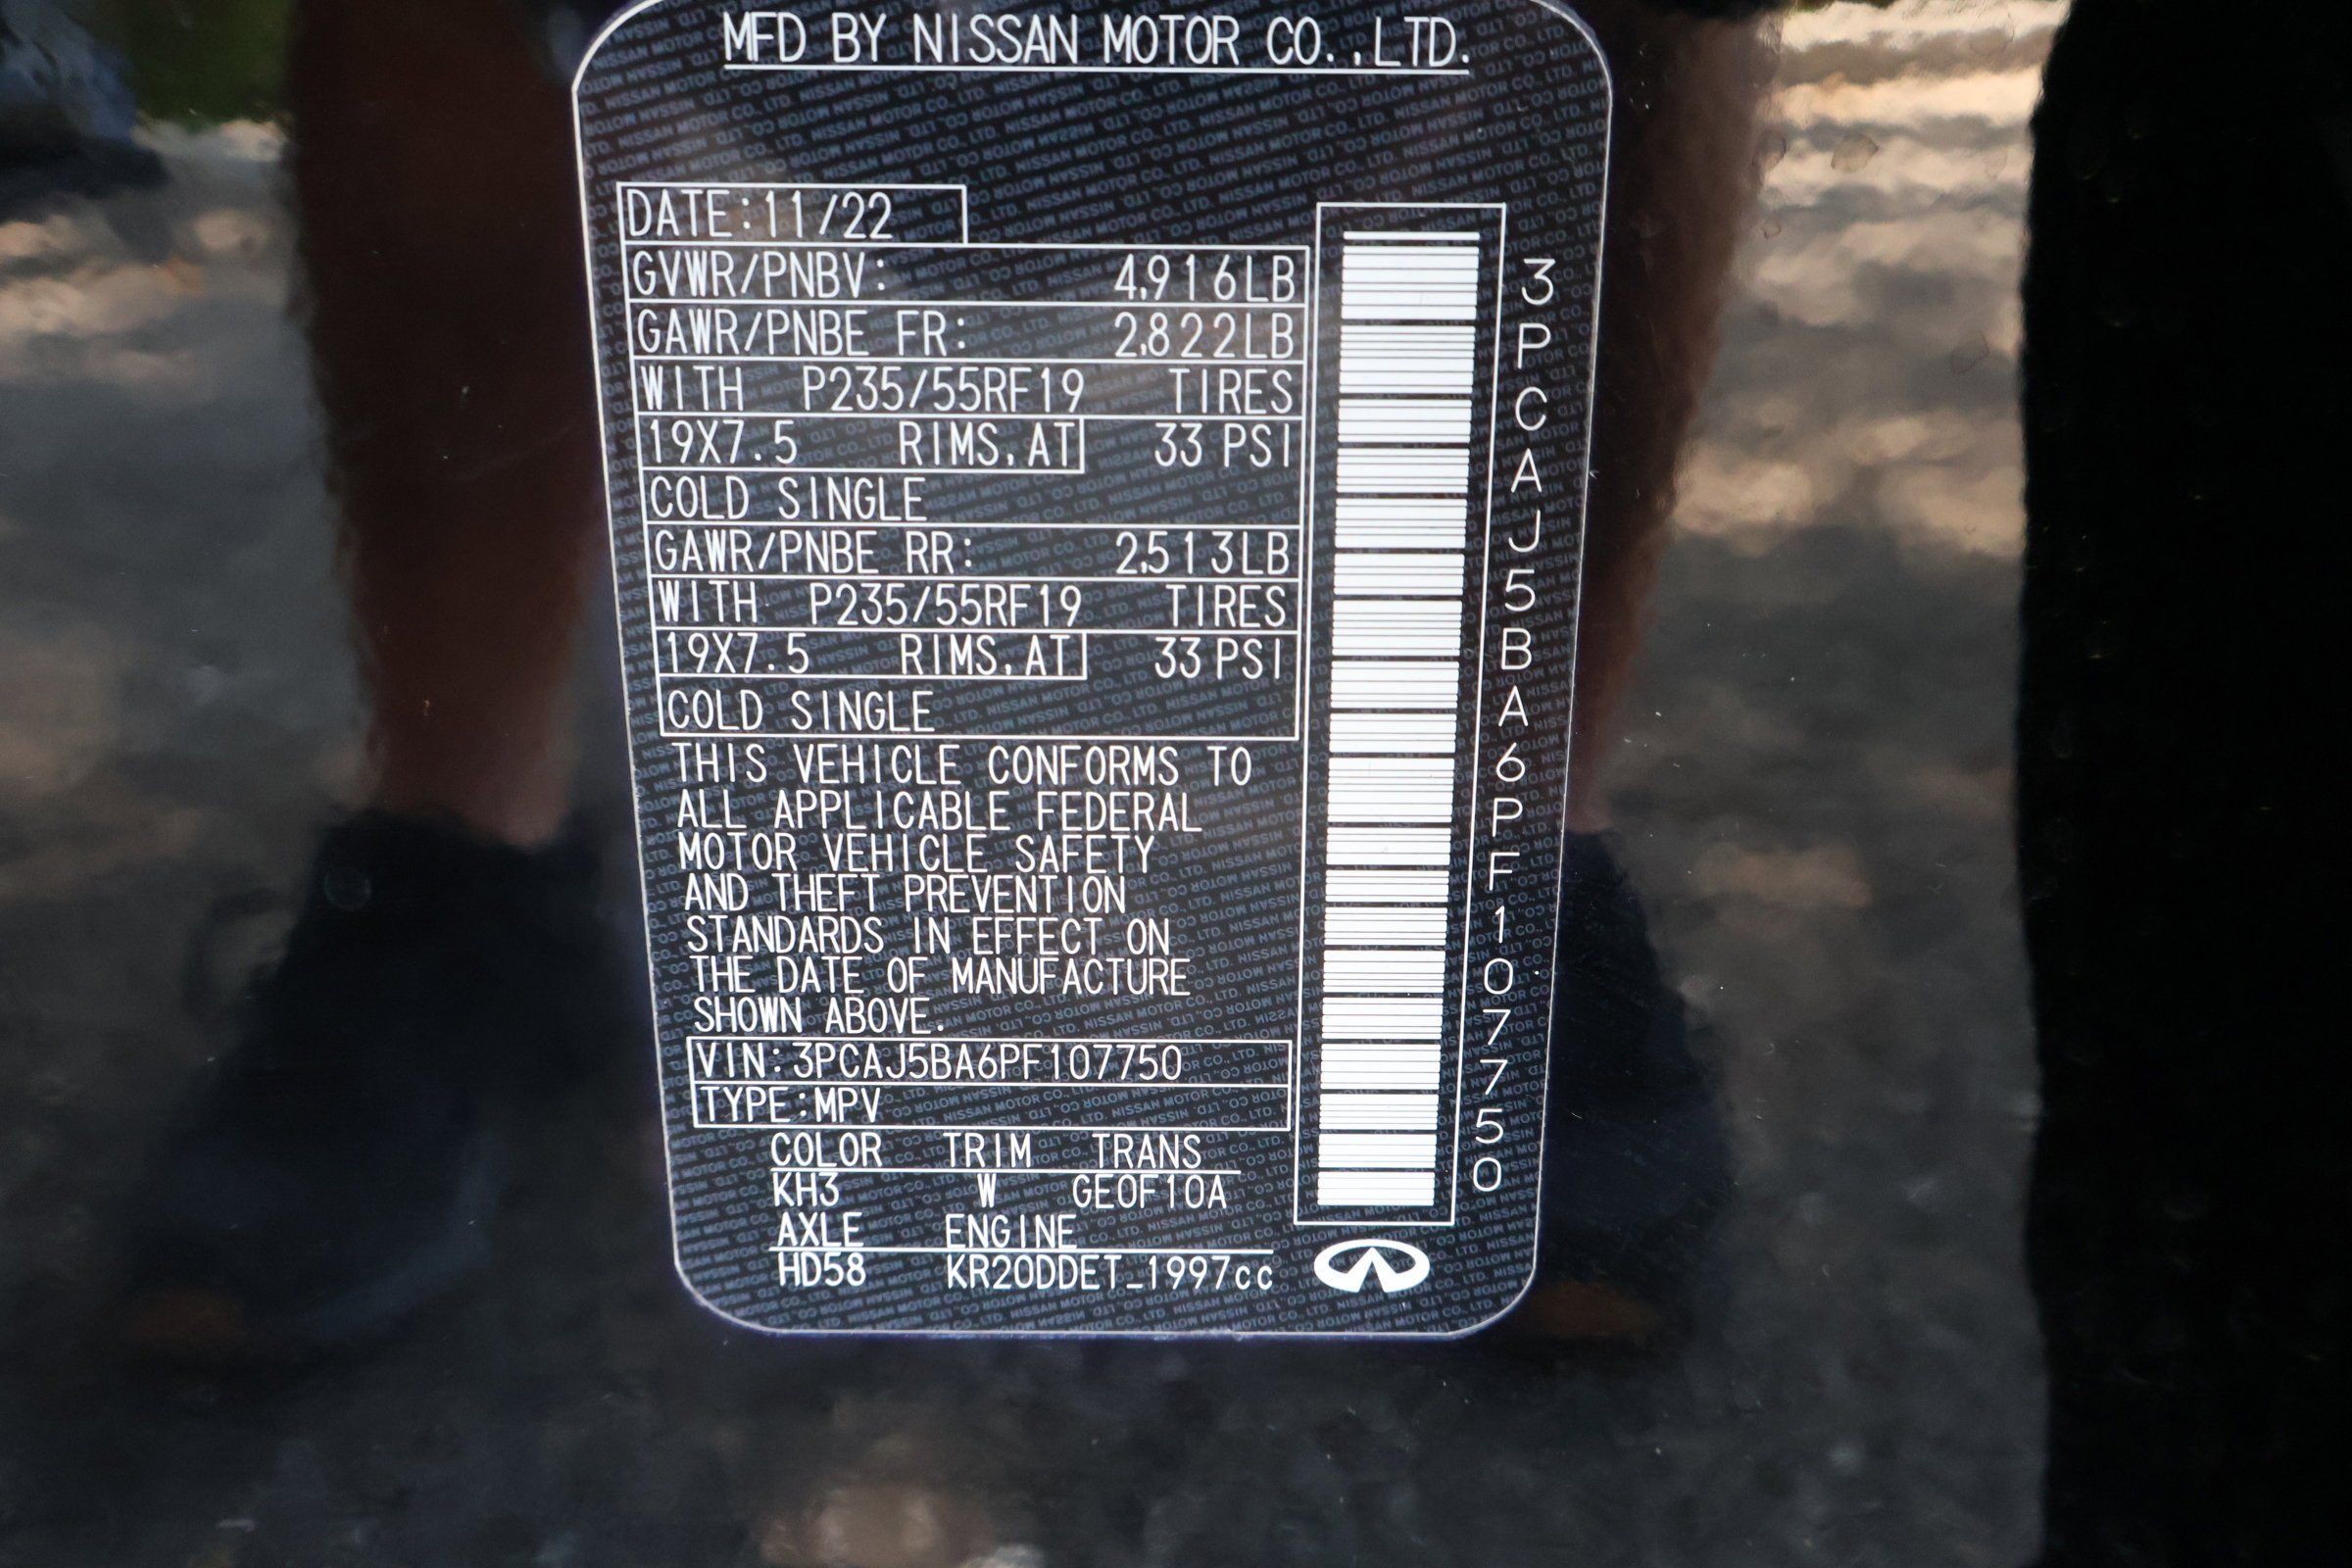 MFD BY NISSAN MOTOR CO.,LTD.
DATE:11/22
GVWR/PNBV: 4,916LB
GAWR/PNBE FR: 2,822LB
WITH P235/55RF19 TIRES
19X7.5 RIMS,AT 33 PSI
COLD SINGLE
GAWR/PNBE RR: 2,513LB
WITH P235/55RF19 TIRES
19X7.5 RIMS,AT 33 PSI
COLD SINGLE
THIS VEHICLE CONFORMS TO
ALL APPLICABLE FEDERAL
MOTOR VEHICLE SAFETY
AND THEFT PREVENTION
STANDARDS IN EFFECT ON
THE DATE OF MANUFACTURE
SHOWN ABOVE.
VIN:3PCAJ5BA6PF107750
TYPE:MPV
COLOR TRIM TRANS
KH3 W GE0F10A
AXLE ENGINE
HD58 KR20DDET_1997cc
3PCAJ5BA6PF107750